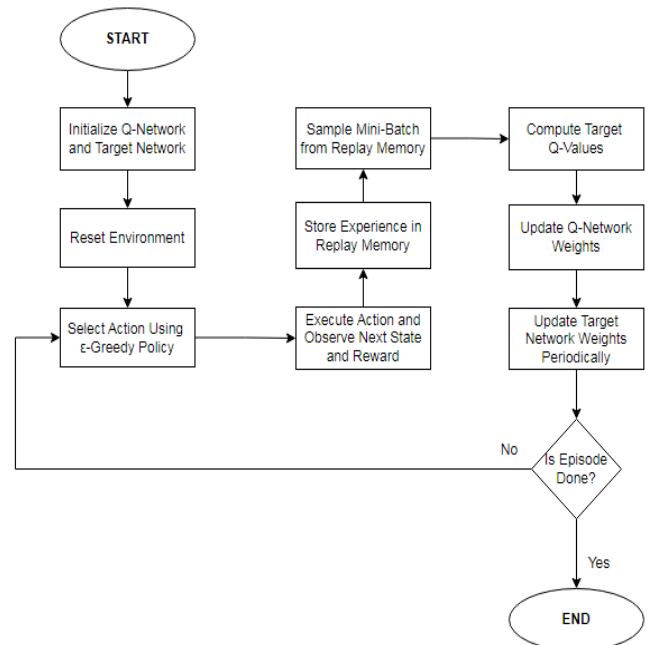 START
Initialize Q-Network
and Target Network
Reset Environment
Select Action Using
ε-Greedy Policy
Execute Action and
Observe Next State
and Reward
Store Experience in
Replay Memory
Sample Mini-Batch
from Replay Memory
Compute Target
Q-Values
Update Q-Network
Weights
Update Target
Network Weights
Periodically
Is Episode
Done?
No
Yes
END